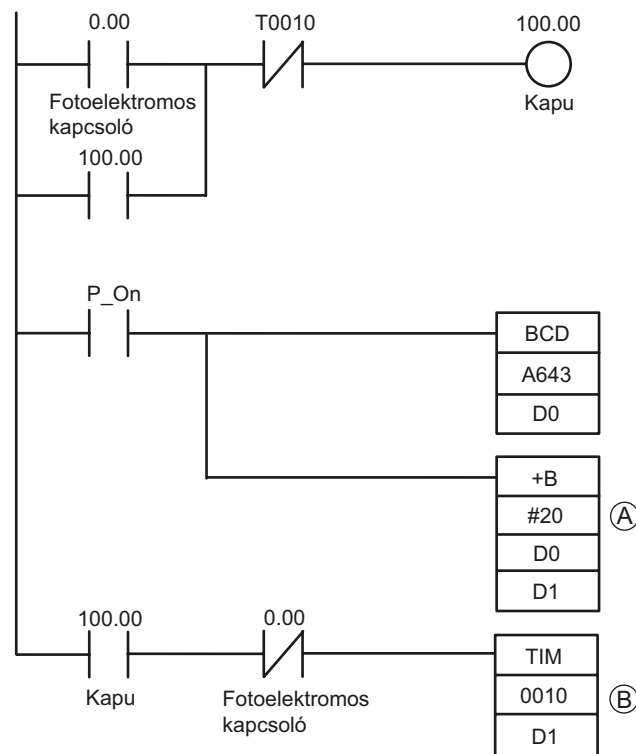 0.00 T0010 100.00
Fotoelektromos
kapcsoló
Kapu
100.00
P_On
BCD
A643
D0
+B
#20
D0
D1
A
100.00 0.00
Kapu
Fotoelektromos
kapcsoló
TIM
0010
D1
B